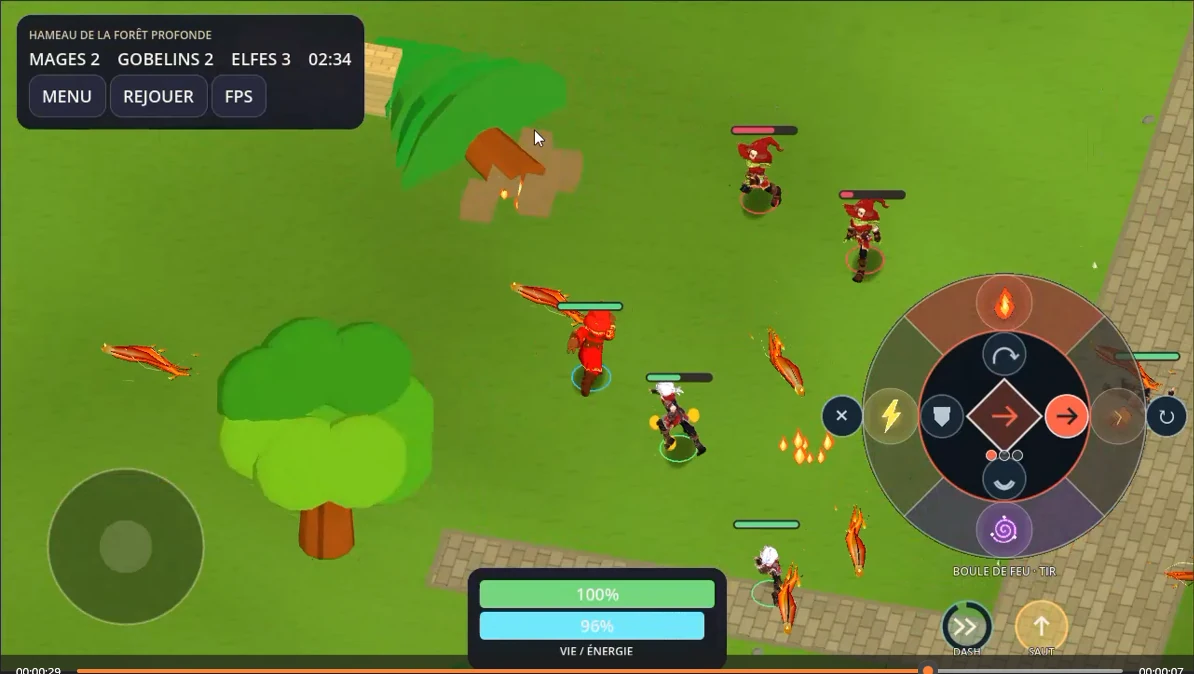 HAMEAU DE LA FORÊT PROFONDE
MAGES 2 GOBELINS 2 ELFES 3 02:34
MENU REJOUER FPS
100%
96%
VIE / ÉNERGIE
BOULE DE FEU · TIR
DASH
SAUT
00:00:29
00:00:07